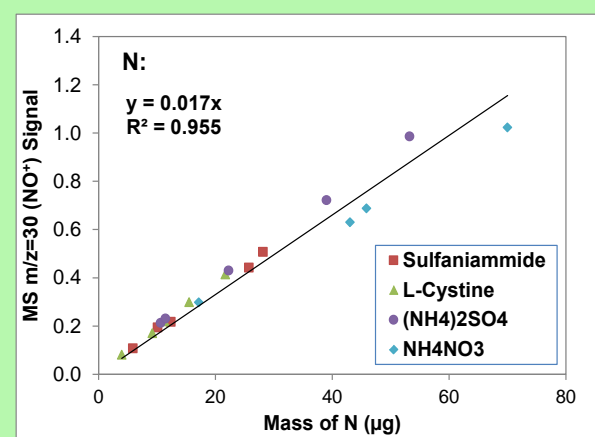 N:
y = 0.017x
R² = 0.955
MS m/z=30 (NO⁺) Signal
1.4
1.2
1.0
0.8
0.6
0.4
0.2
0.0
Sulfaniammide
L-Cystine
(NH4)2SO4
NH4NO3
0 20 40 60 80
Mass of N (µg)